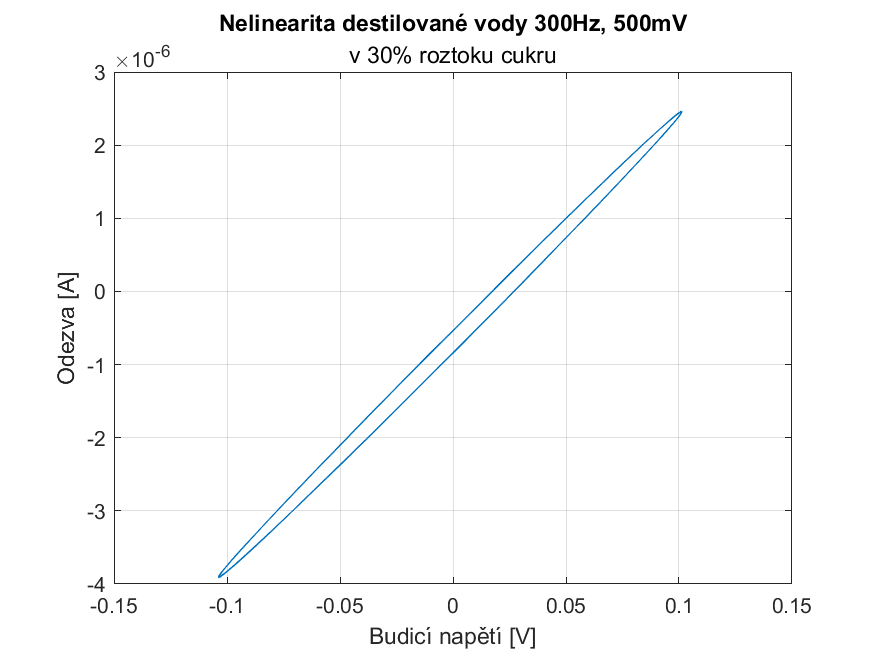 Nelinearita destilované vody 300Hz, 500mV
v 30% roztoku cukru
×10-6
3
2
1
0
-1
-2
-3
-4
-0.15 -0.1 -0.05 0 0.05 0.1 0.15
Odezva [A]
Budicí napětí [V]